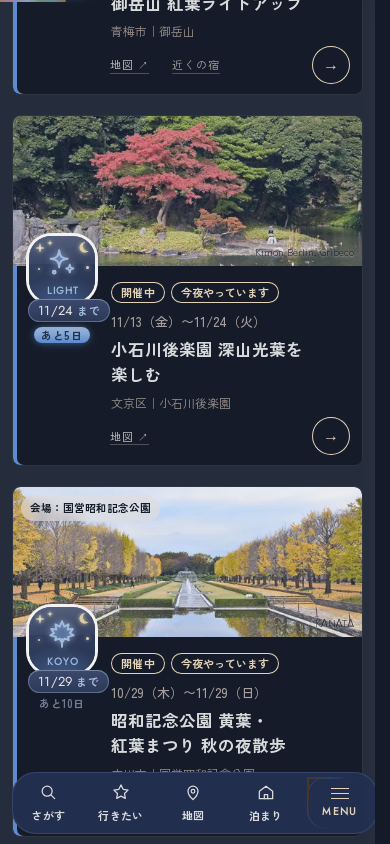 御岳山 紅葉ライトアップ
青梅市｜御岳山
地図 ↗ 近くの宿
→
Kimon Berlin, Gribeco
LIGHT
11/24 まで
あと5日
開催中 今夜やっています
11/13（金）〜11/24（火）
小石川後楽園 深山光葉を
楽しむ
文京区｜小石川後楽園
地図 ↗
→
会場：国営昭和記念公園
KANATA
KOYO
11/29 まで
あと10日
開催中 今夜やっています
10/29（木）〜11/29（日）
昭和記念公園 黄葉・
紅葉まつり 秋の夜散歩
さがす 行きたい 地図 泊まり MENU